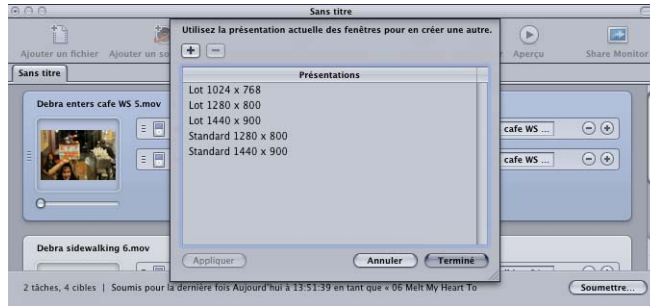 Sans titre
Utilisez la présentation actuelle des fenêtres pour en créer une autre.
Ajouter un fichier
Ajouter un so
Aperçu
Share Monitor
Sans titre
Présentations
Lot 1024 x 768
Lot 1280 x 800
Lot 1440 x 900
Standard 1280 x 800
Standard 1440 x 900
Debra enters cafe WS 5.mov
cafe WS ...
cafe WS ...
Appliquer
Annuler
Terminé
Debra sidewalking 6.mov
2 tâches, 4 cibles | Soumis pour la dernière fois Aujourd'hui à 13:51:39 en tant que « 06 Melt My Heart To
Soumettre...